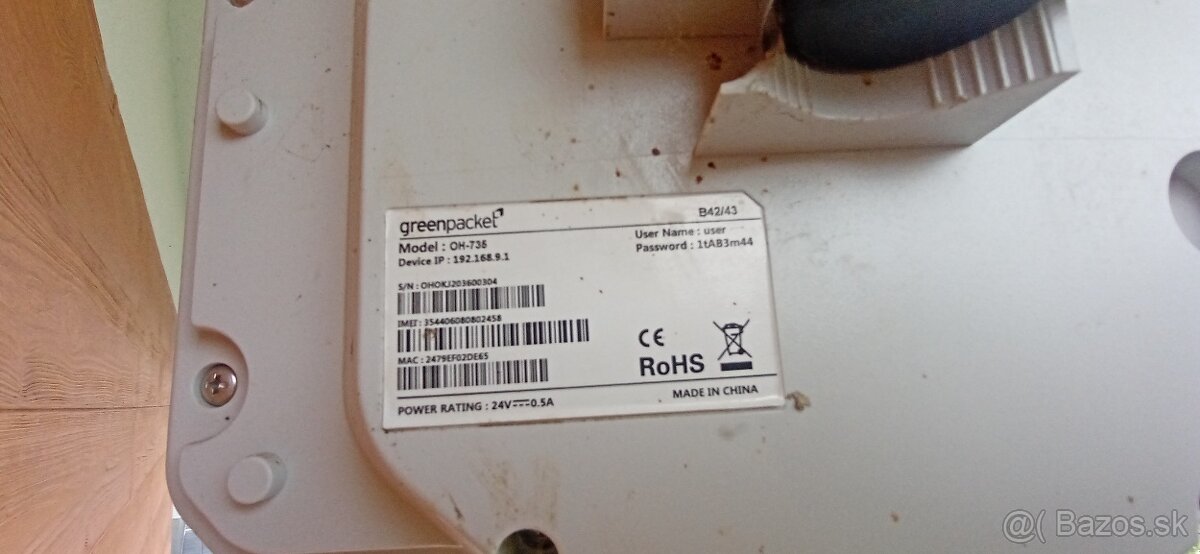 greenpacket
B42/43
Model : OH-735
User Name : user
Device IP : 192.168.9.1
Password : 1tAB3m44
S/N : OHOKJ203600304
IMEI : 354406080802458
MAC : 2479EF02DE65
CE
RoHS
POWER RATING : 24V⎓0.5A
MADE IN CHINA
@( Bazos.sk